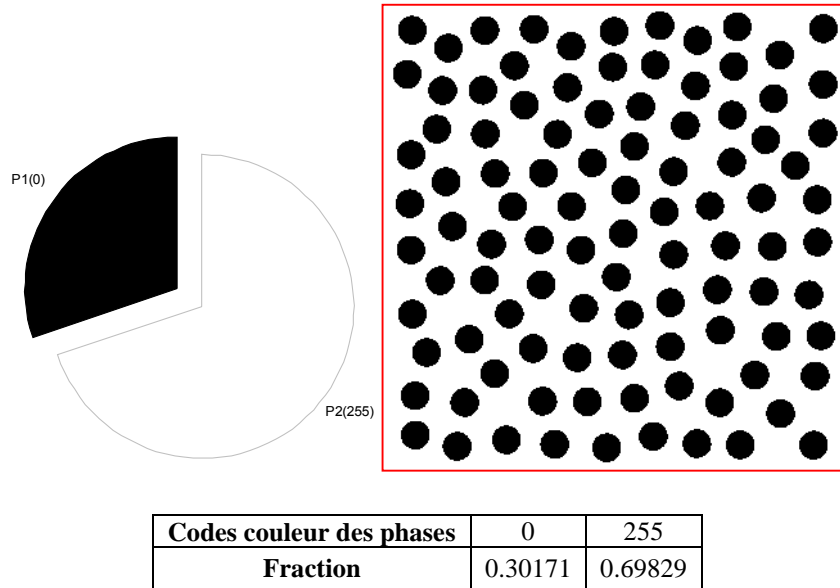 P1(0)
P2(255)
Codes couleur des phases 0 255
Fraction 0.30171 0.69829